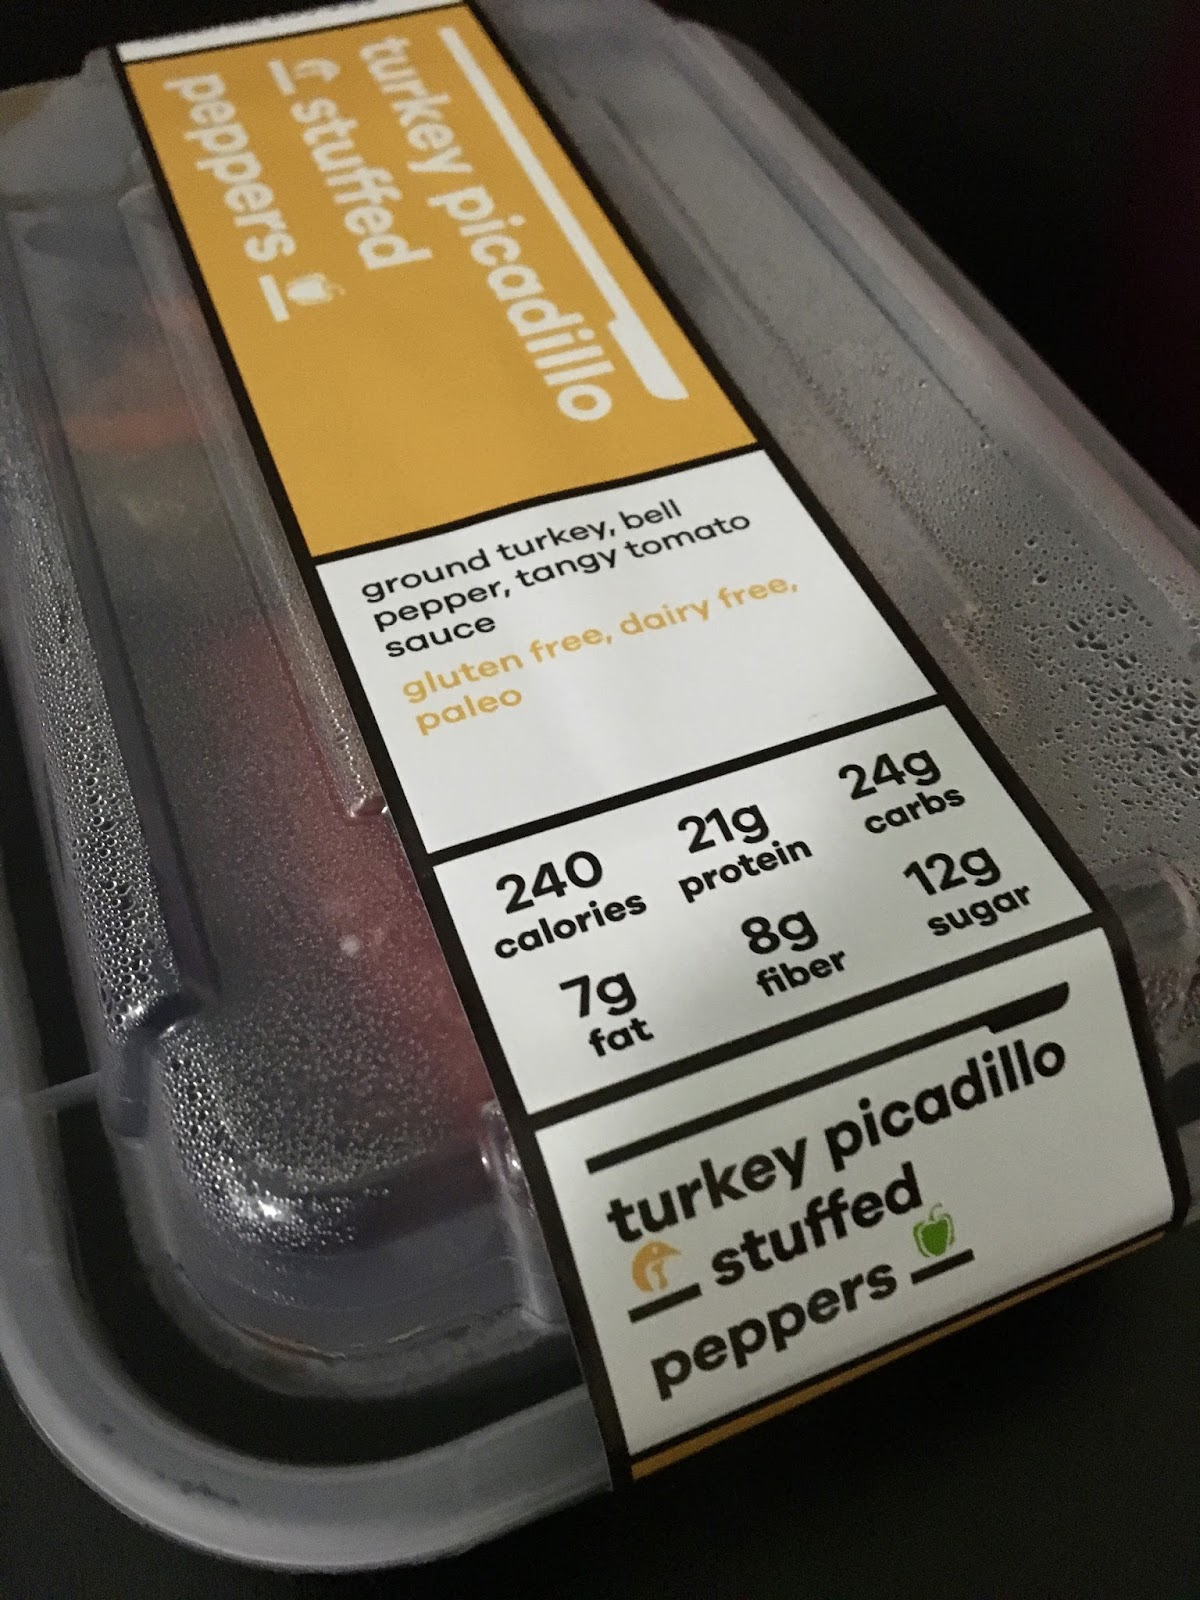 turkey picadillo
stuffed
peppers
ground turkey, bell
pepper, tangy tomato
sauce
gluten free, dairy free,
paleo
240
calories
21g
protein
24g
carbs
7g
fat
8g
fiber
12g
sugar
turkey picadillo
stuffed
peppers